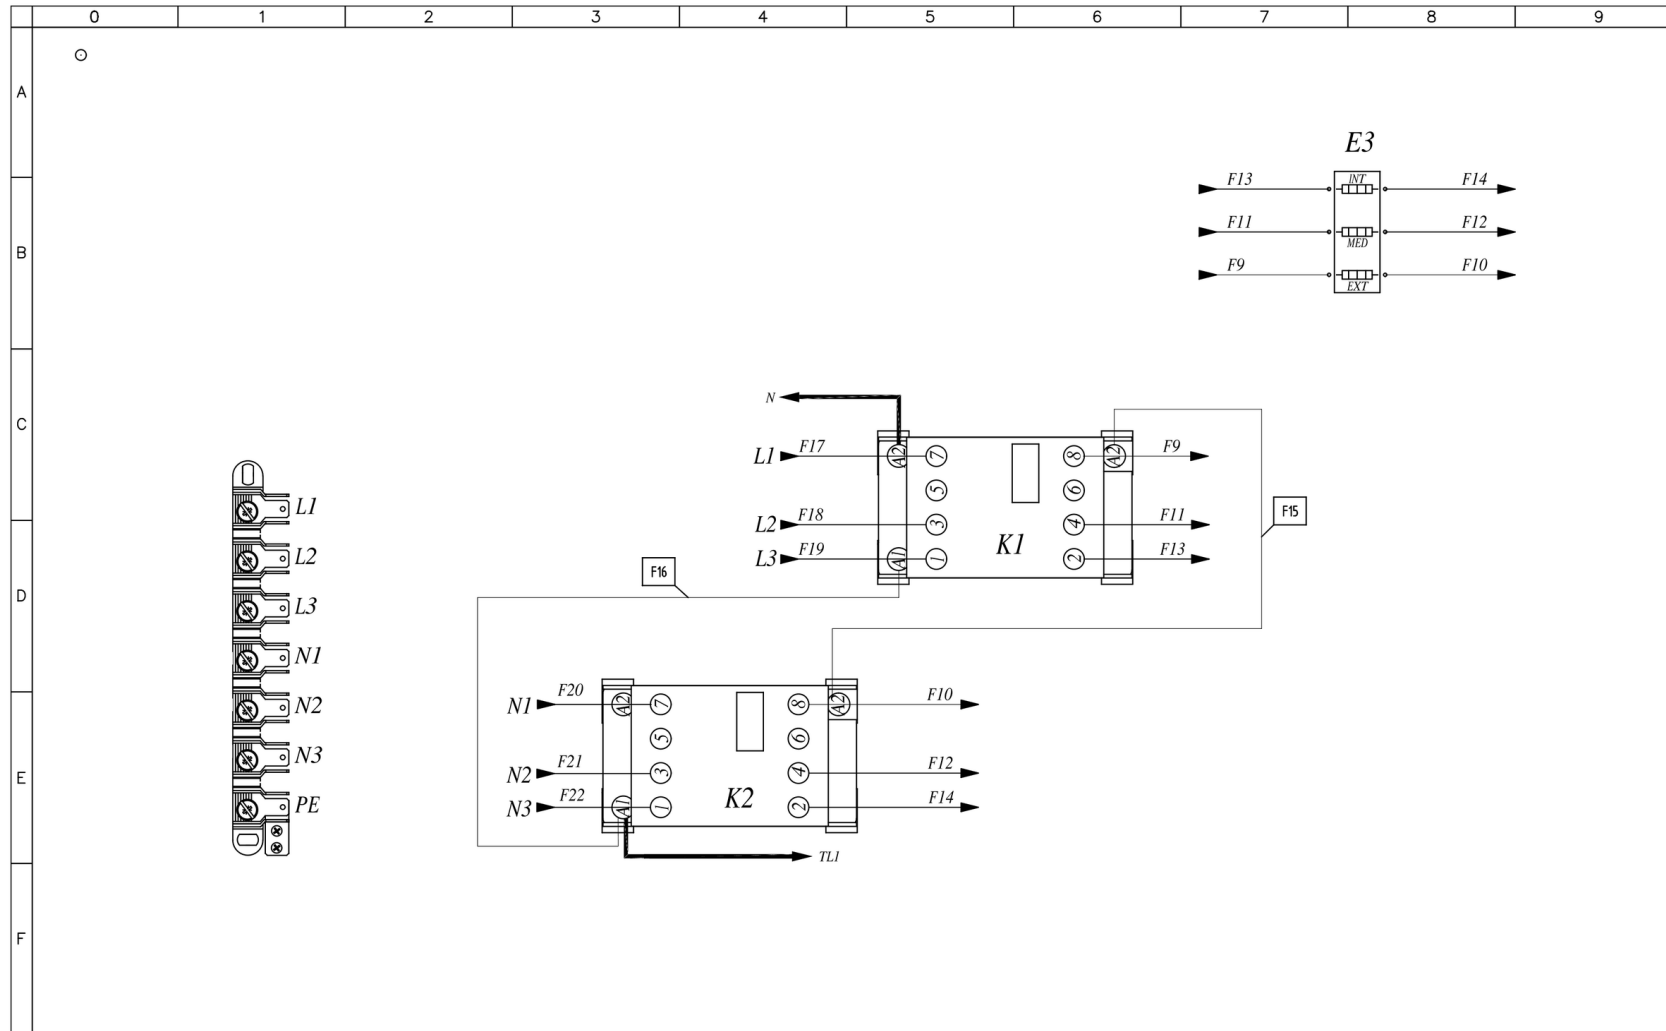 0 1 2 3 4 5 6 7 8 9
A
E3
F13 INT F14
B
F11 F12
MED
F9 F10
EXT
C
N
L1 F17 A2 7 8 A2 F9
5 6
L1
F15
L2 F18 3 4 F11
K1
L2
L3 F19 A1 1 2 F13
F16
D
L3
N1
F20 F10
N1 A2 7 8 A2
N2
5 6
E
N3
F21 F12
N2 3 4
F22 K2 F14
N3 A1 1 2
PE
TL1
F